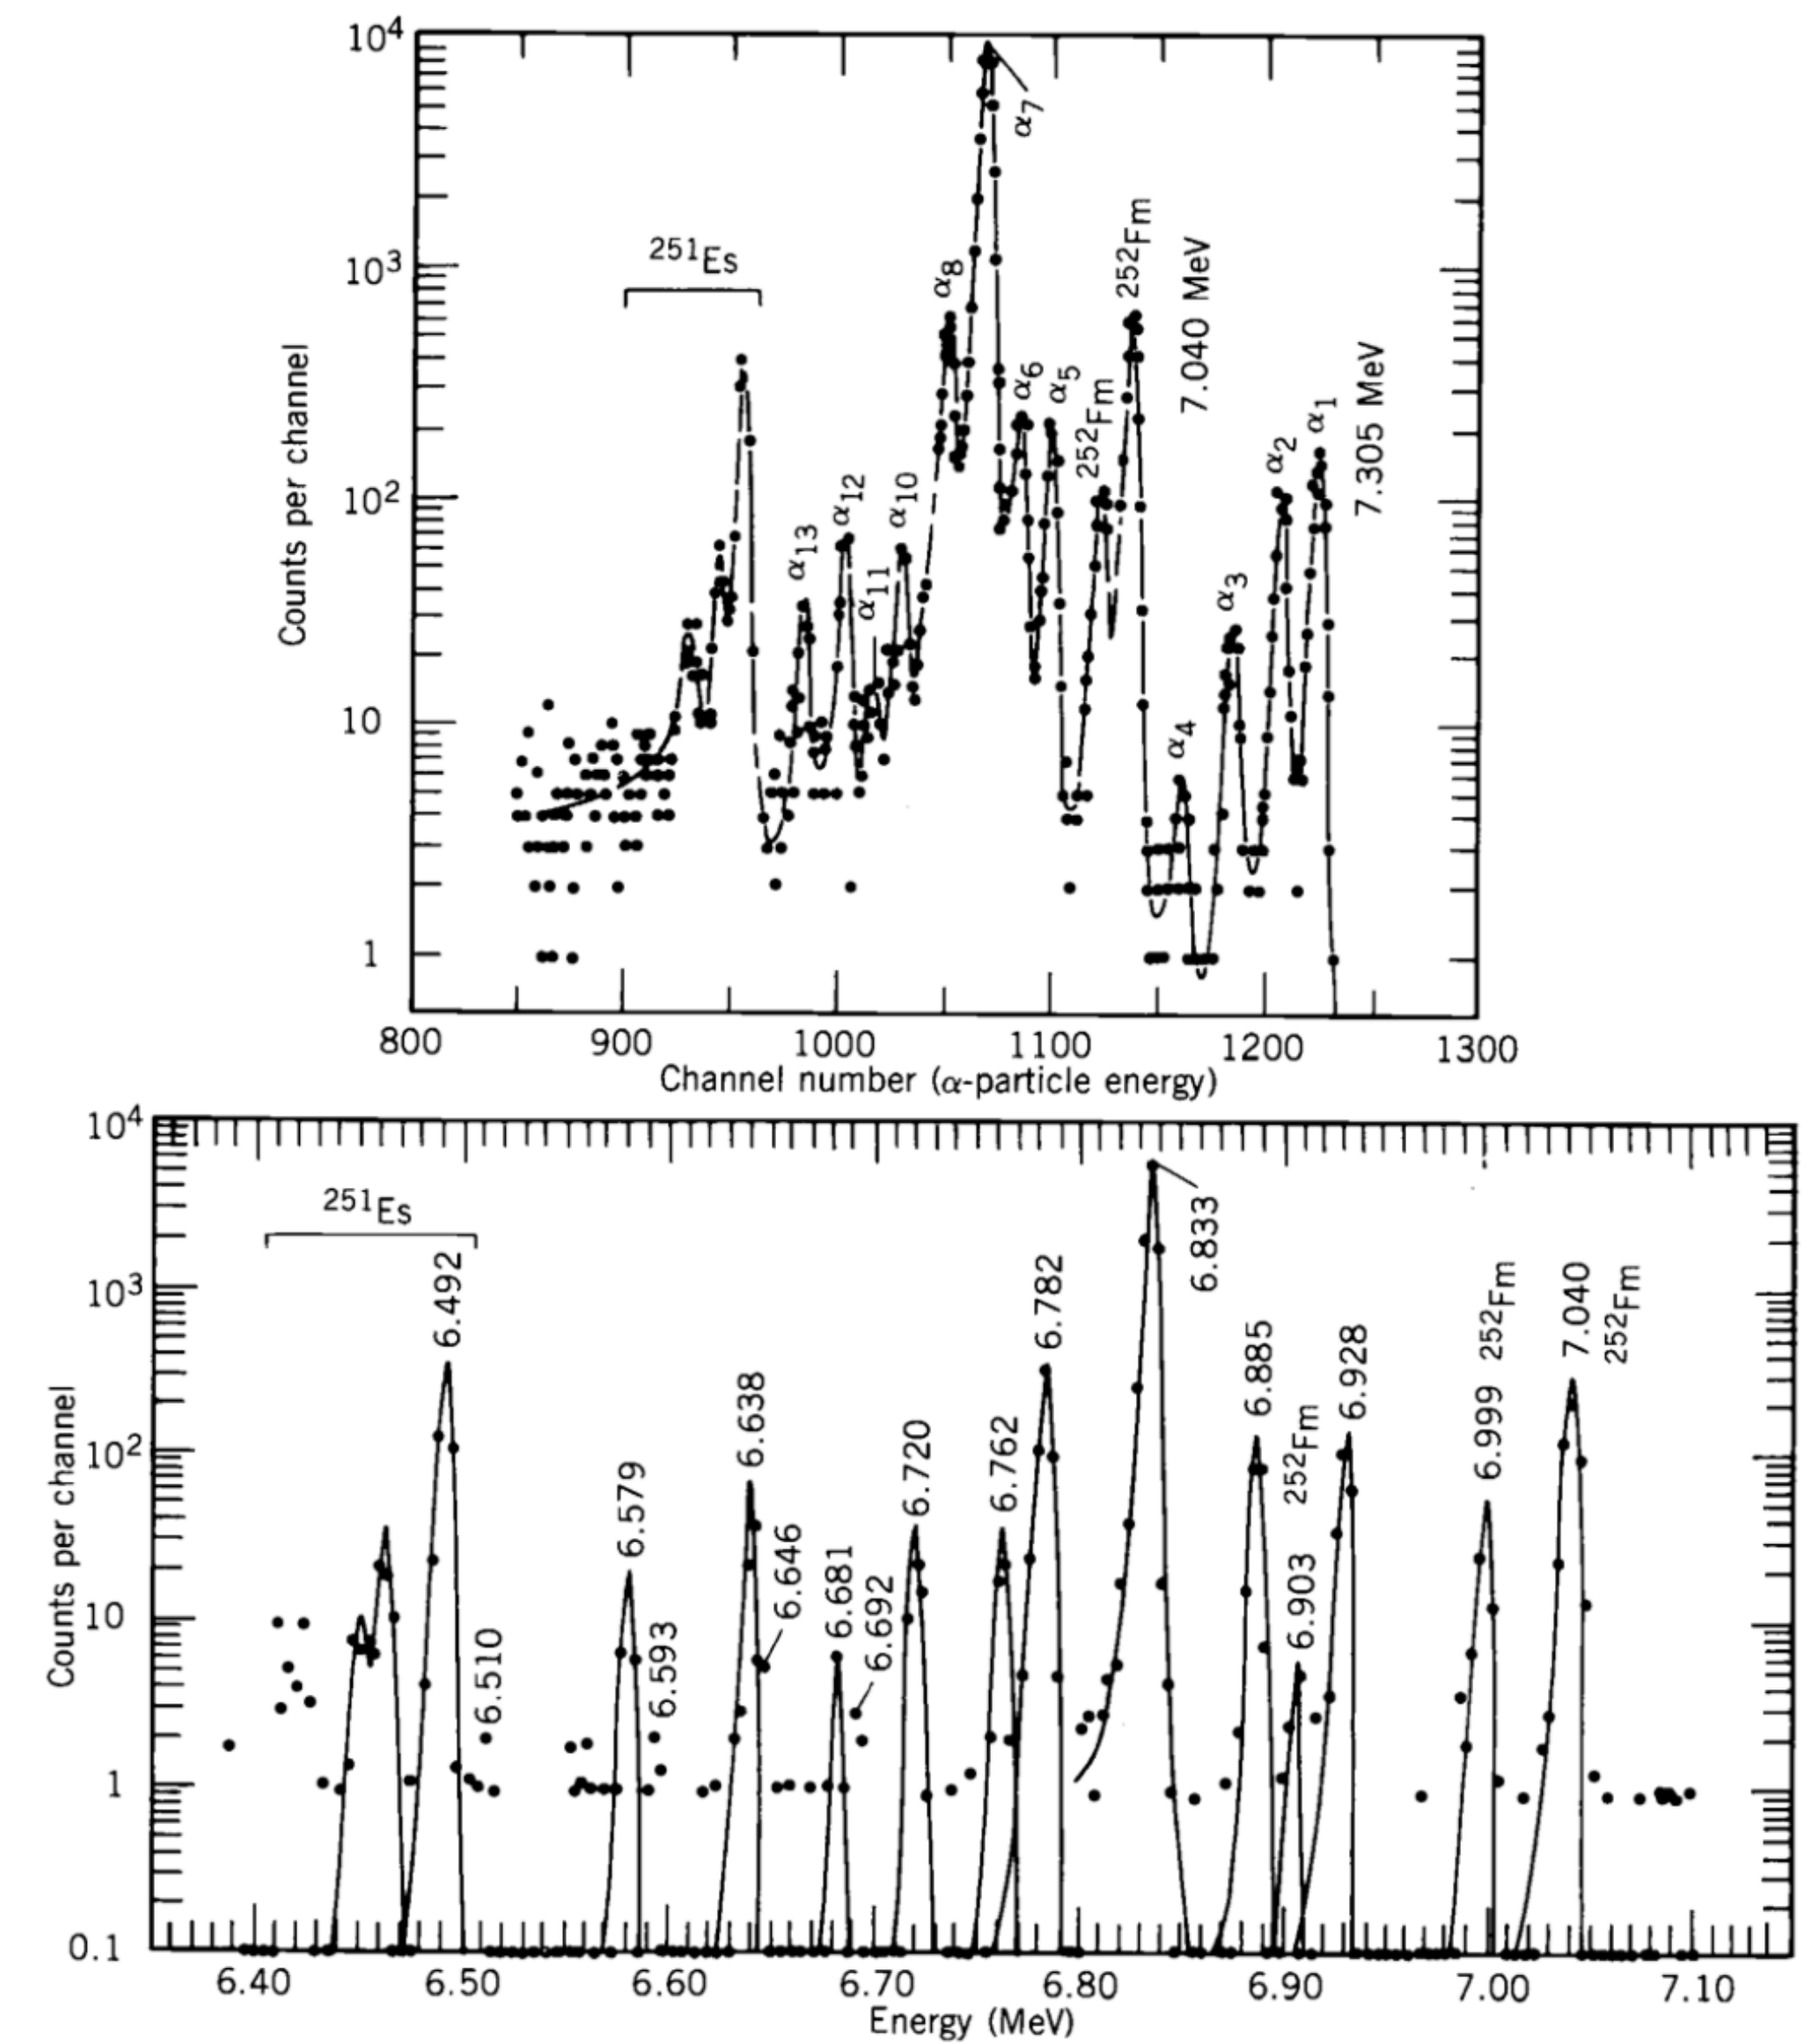 10⁴
10³
10²
10
1
Counts per channel
²⁵¹Es
α₁₃
α₁₂
α₁₁
α₁₀
α₈
α₇
α₆
α₅
²⁵²Fm
²⁵²Fm
7.040 MeV
α₄
α₃
α₂
α₁
7.305 MeV
800 900 1000 1100 1200 1300
Channel number (α-particle energy)
10⁴
10³
10²
10
1
0.1
Counts per channel
²⁵¹Es
6.492
6.510
6.579
6.593
6.638
6.646
6.681
6.692
6.720
6.762
6.782
6.833
6.885
6.903 ²⁵²Fm
6.928
6.999 ²⁵²Fm
7.040
²⁵²Fm
6.40 6.50 6.60 6.70 6.80 6.90 7.00 7.10
Energy (MeV)